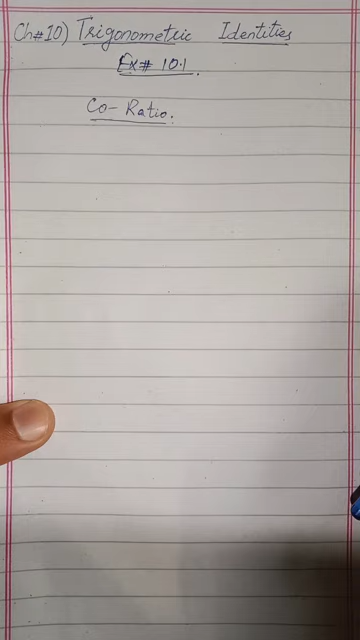 Ch#10) Trigonometric Identities
Ex# 10.1.
Co- Ratio.